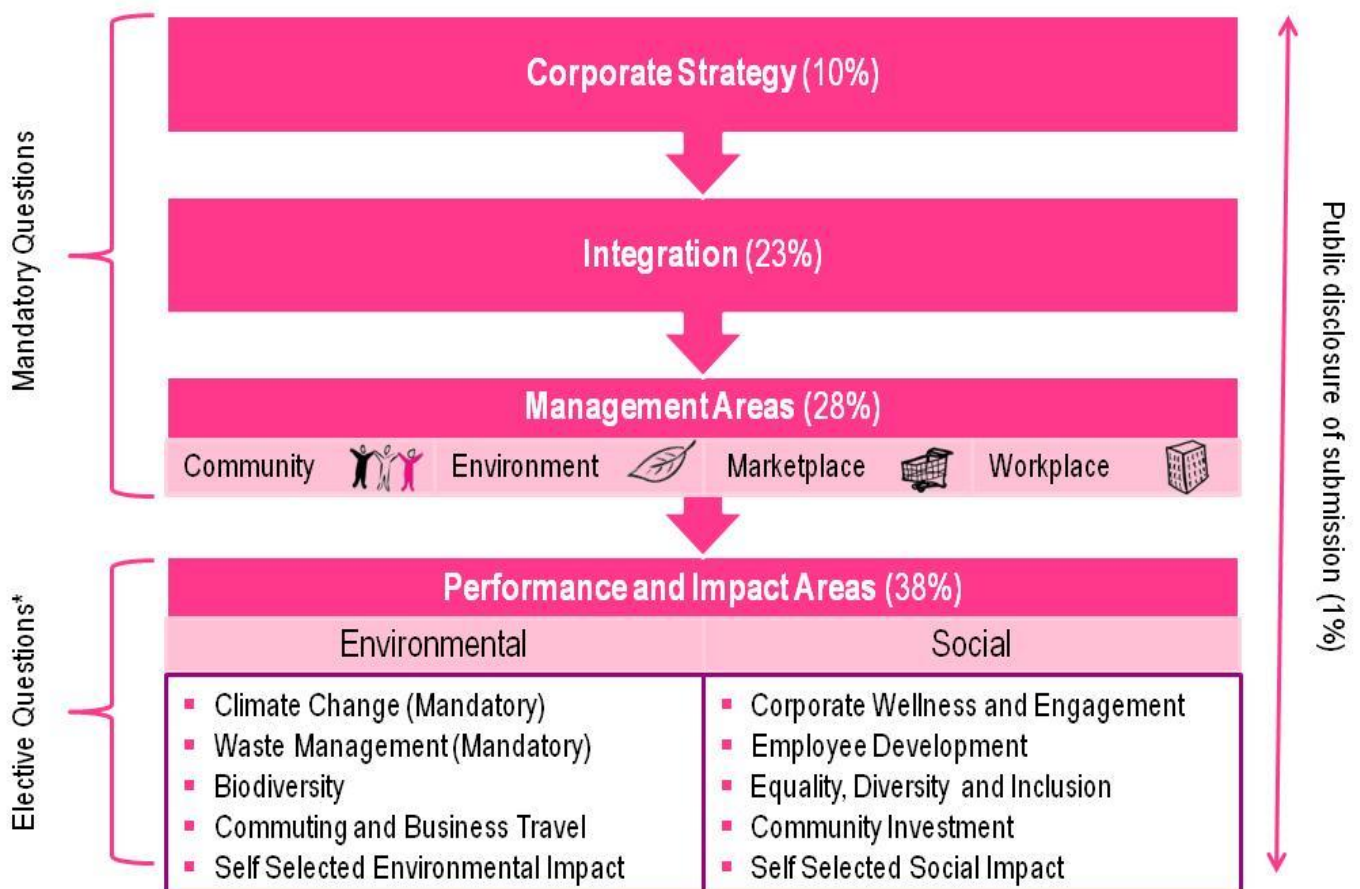 Corporate Strategy (10%)
Integration (23%)
Mandatory Questions
Management Areas (28%)
Community
Environment
Marketplace
Workplace
Performance and Impact Areas (38%)
Environmental
Social
Elective Questions*
▪ Climate Change (Mandatory)
▪ Waste Management (Mandatory)
▪ Biodiversity
▪ Commuting and Business Travel
▪ Self Selected Environmental Impact
▪ Corporate Wellness and Engagement
▪ Employee Development
▪ Equality, Diversity and Inclusion
▪ Community Investment
▪ Self Selected Social Impact
Public disclosure of submission (1%)